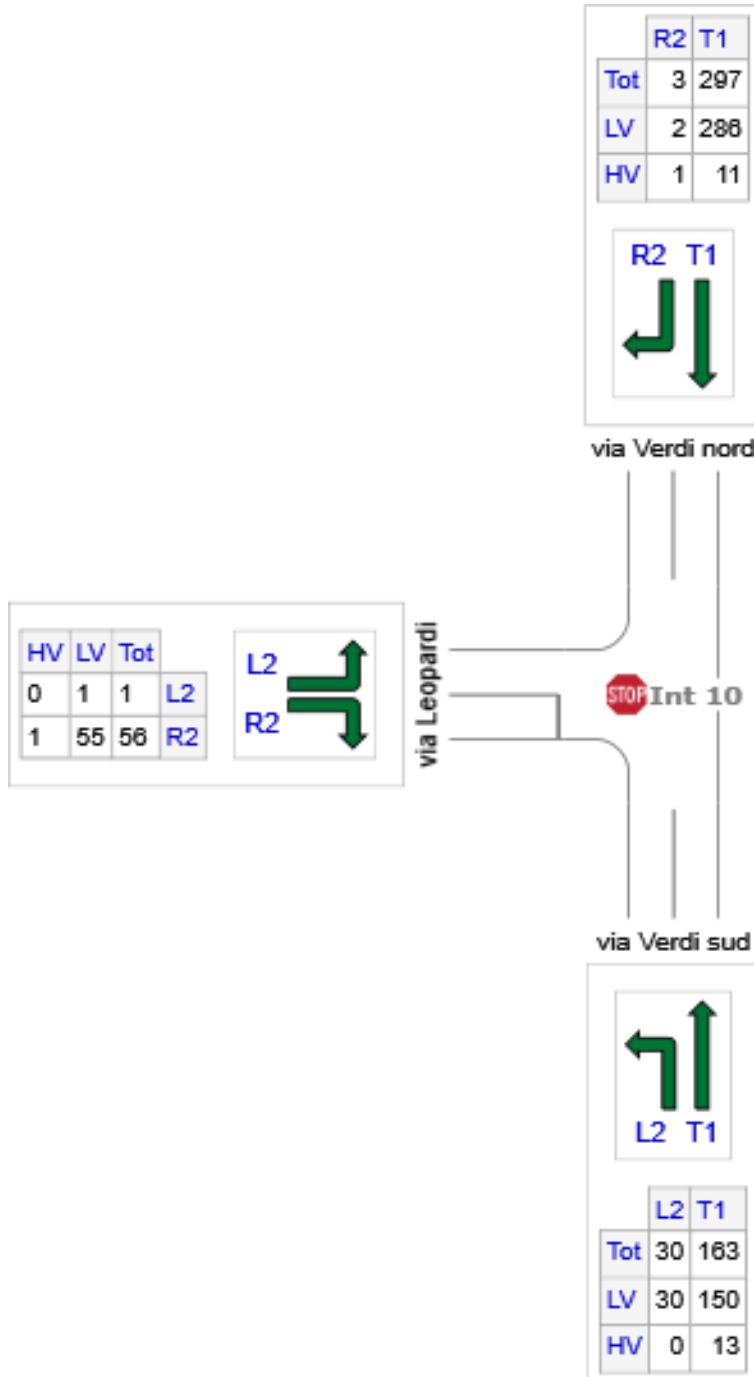 R2 T1
Tot 3 297
LV 2 286
HV 1 11
R2 T1
via Verdi nord
HV LV Tot
0 1 1 L2
1 55 56 R2
L2
R2
via Leopardi
STOP Int 10
via Verdi sud
L2 T1
L2 T1
Tot 30 163
LV 30 150
HV 0 13